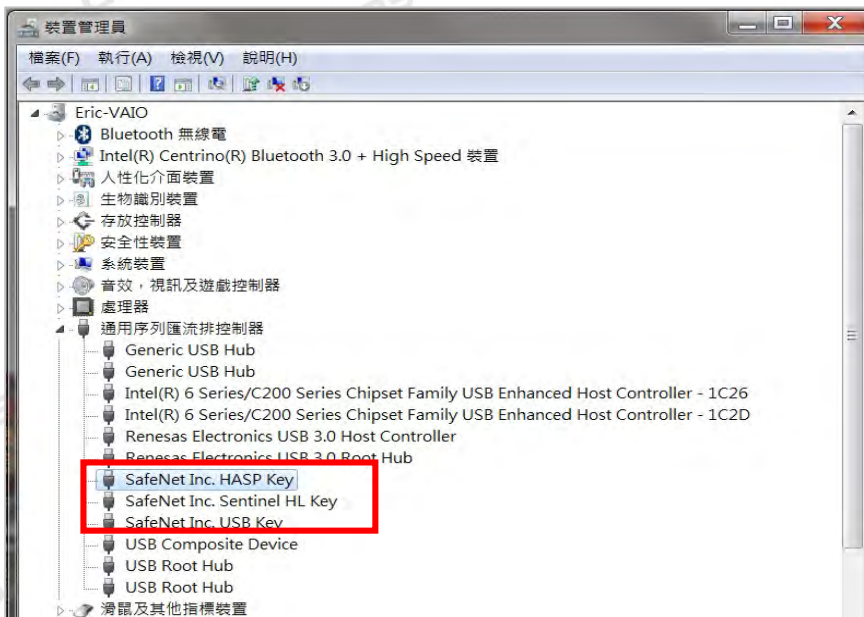 裝置管理員
檔案(F) 執行(A) 檢視(V) 說明(H)
Eric-VAIO
Bluetooth 無線電
Intel(R) Centrino(R) Bluetooth 3.0 + High Speed 裝置
人性化介面裝置
生物識別裝置
存放控制器
安全性裝置
系統裝置
音效，視訊及遊戲控制器
處理器
通用序列匯流排控制器
Generic USB Hub
Generic USB Hub
Intel(R) 6 Series/C200 Series Chipset Family USB Enhanced Host Controller - 1C26
Intel(R) 6 Series/C200 Series Chipset Family USB Enhanced Host Controller - 1C2D
Renesas Electronics USB 3.0 Host Controller
Renesas Electronics USB 3.0 Root Hub
SafeNet Inc. HASP Key
SafeNet Inc. Sentinel HL Key
SafeNet Inc. USB Key
USB Composite Device
USB Root Hub
USB Root Hub
滑鼠及其他指標裝置